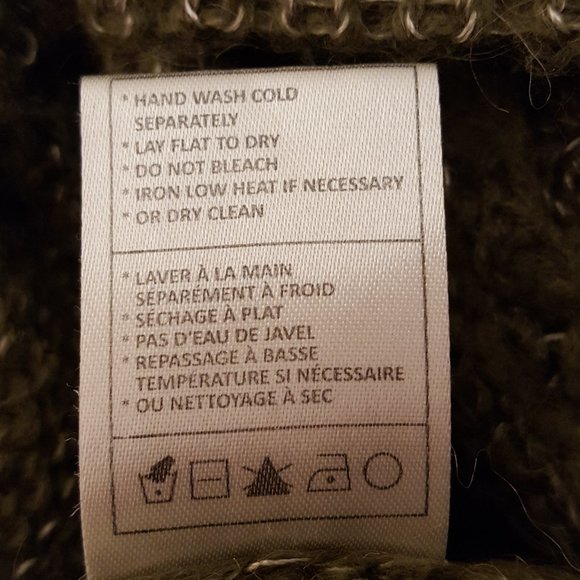 * HAND WASH COLD
SEPARATELY
* LAY FLAT TO DRY
* DO NOT BLEACH
* IRON LOW HEAT IF NECESSARY
* OR DRY CLEAN
* LAVER À LA MAIN
SÉPARÉMENT À FROID
* SÉCHAGE À PLAT
* PAS D'EAU DE JAVEL
* REPASSAGE À BASSE
TEMPÉRATURE SI NÉCESSAIRE
* OU NETTOYAGE À SEC